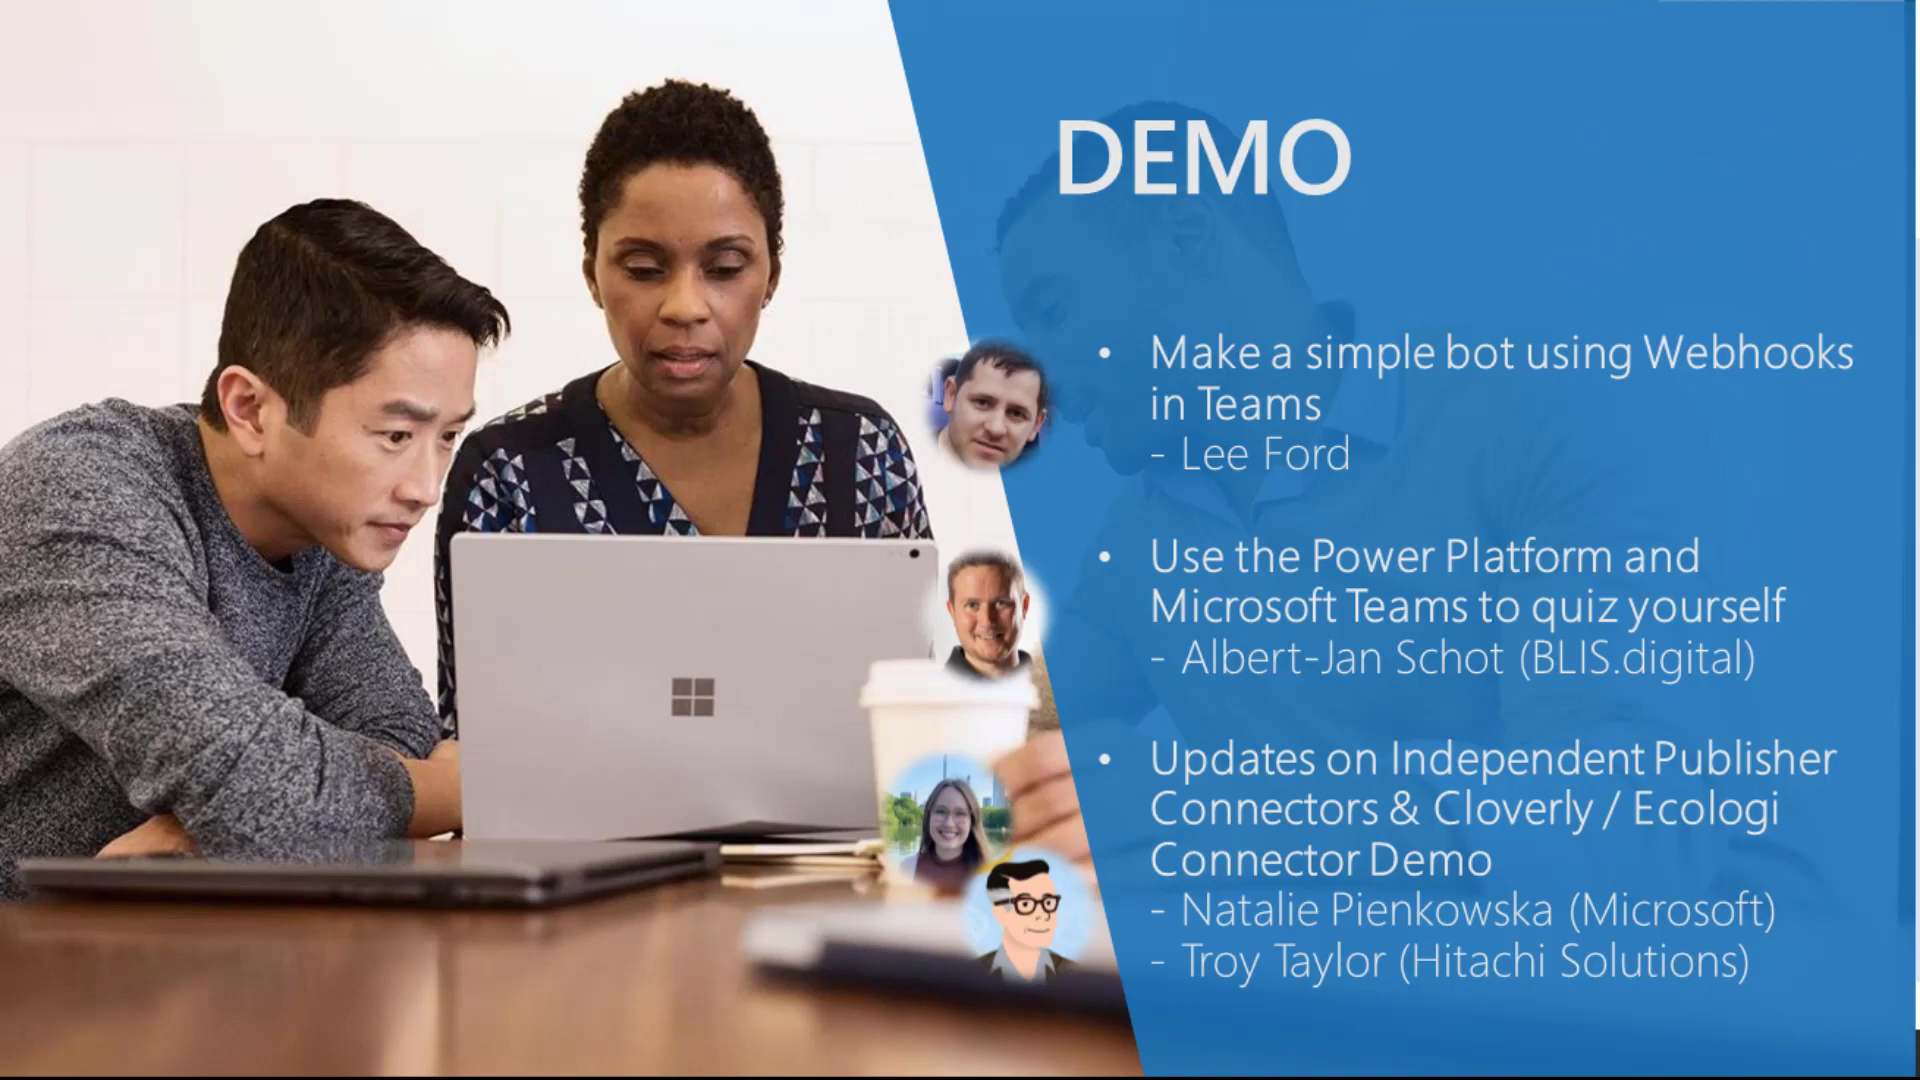 DEMO
• Make a simple bot using Webhooks
in Teams
- Lee Ford
• Use the Power Platform and
Microsoft Teams to quiz yourself
- Albert-Jan Schot (BLIS.digital)
• Updates on Independent Publisher
Connectors & Cloverly / Ecologi
Connector Demo
- Natalie Pienkowska (Microsoft)
- Troy Taylor (Hitachi Solutions)